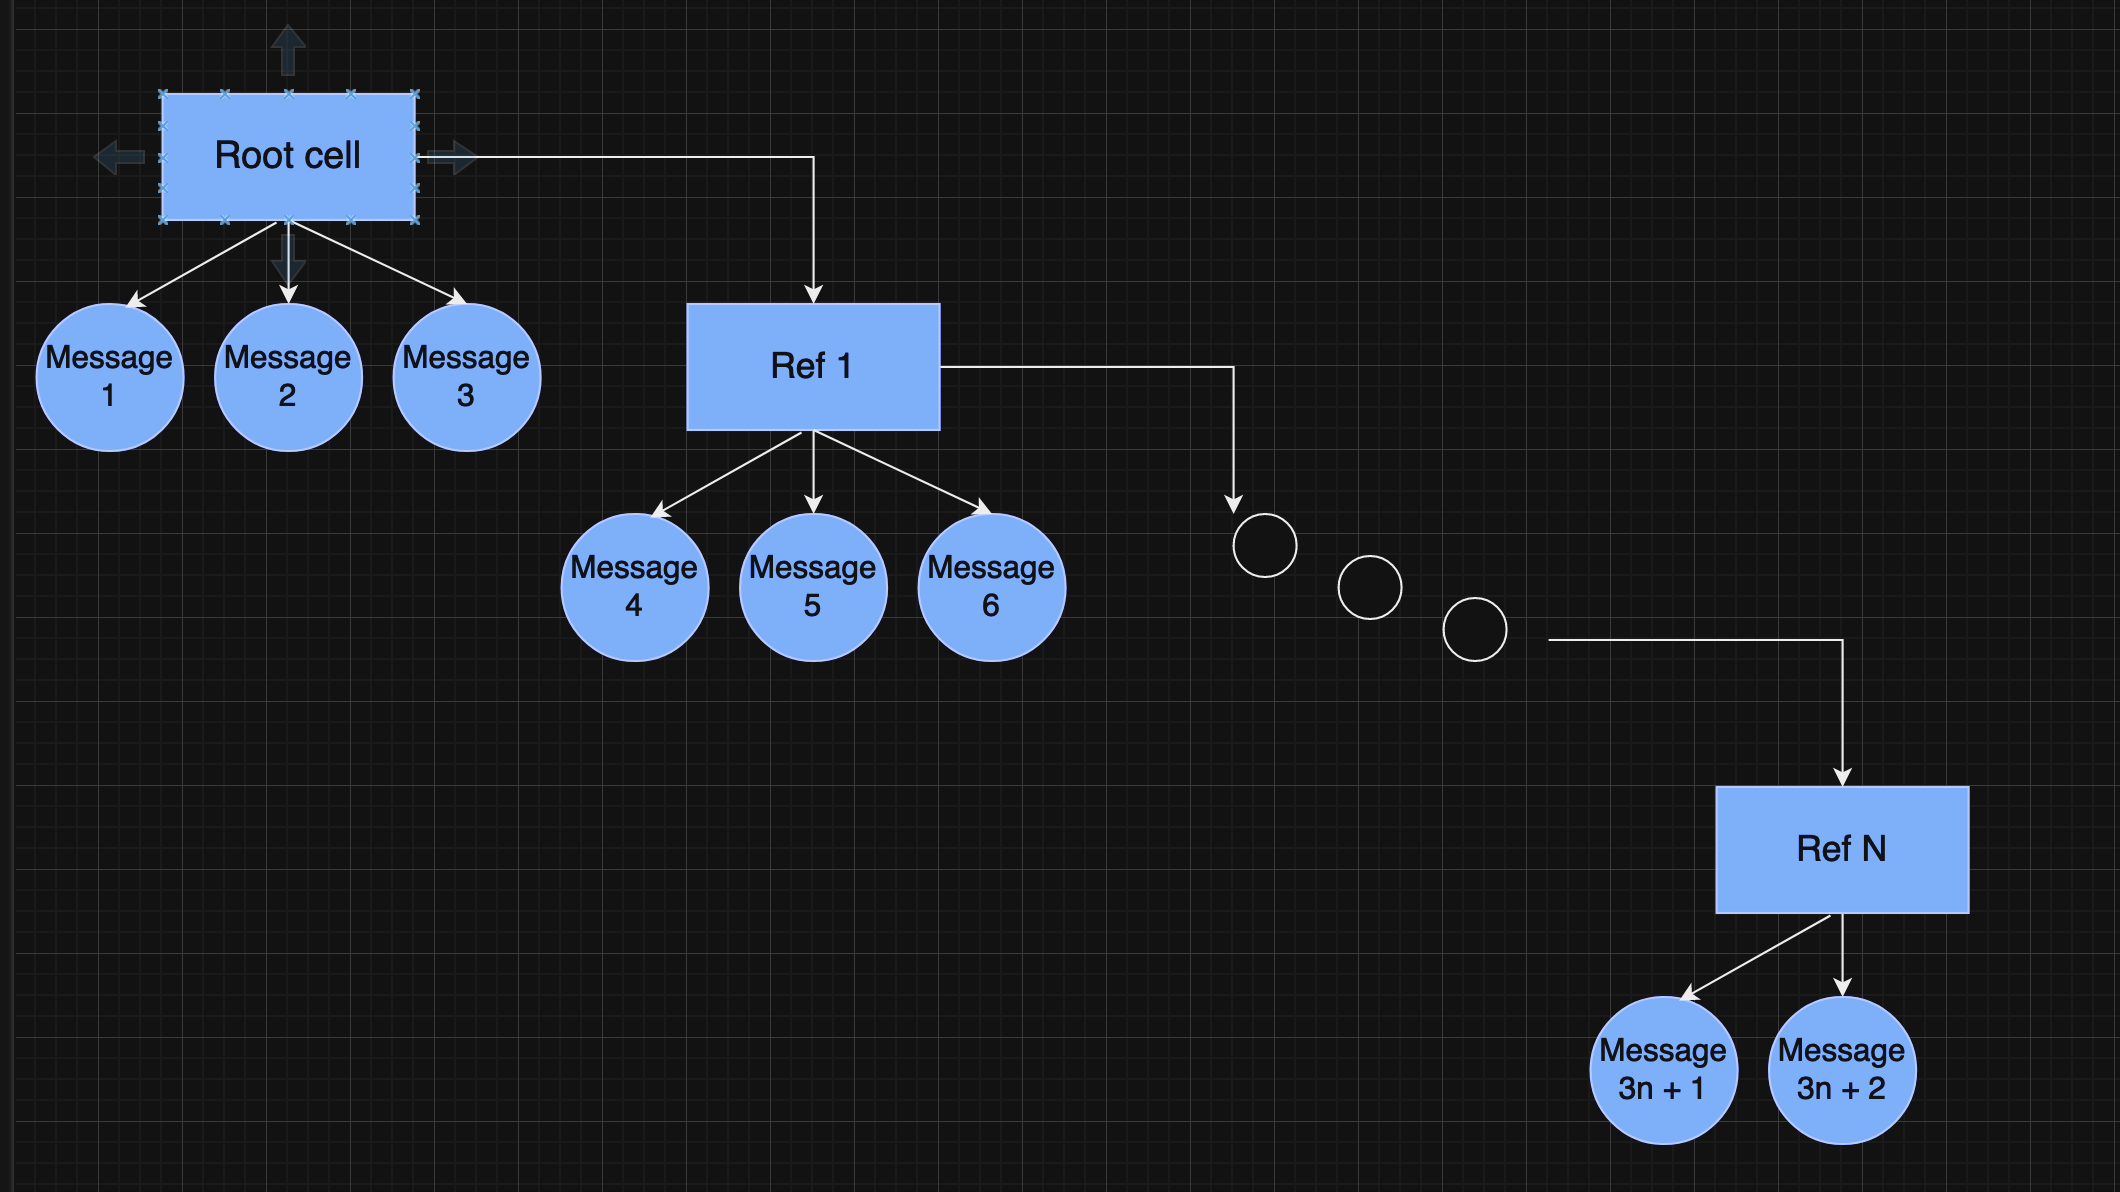 Root cell
Message
1
Message
2
Message
3
Ref 1
Message
4
Message
5
Message
6
Ref N
Message
3n + 1
Message
3n + 2